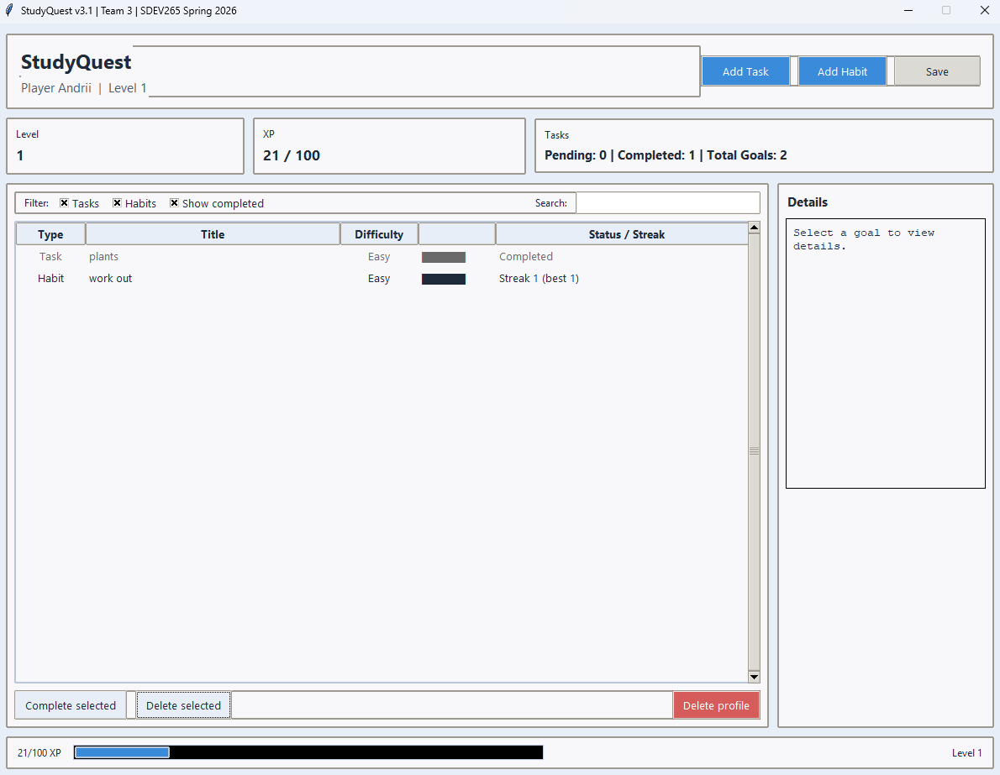 StudyQuest v3.1 | Team 3 | SDEV265 Spring 2026
StudyQuest
Player Andrii | Level 1
Add Task
Add Habit
Save
Level
1
XP
21 / 100
Tasks
Pending: 0 | Completed: 1 | Total Goals: 2
Filter: Tasks Habits Show completed Search:
Type Title Difficulty Status / Streak
Task plants Easy Completed
Habit work out Easy Streak 1 (best 1)
Details
Select a goal to view
details.
Complete selected Delete selected Delete profile
21/100 XP Level 1